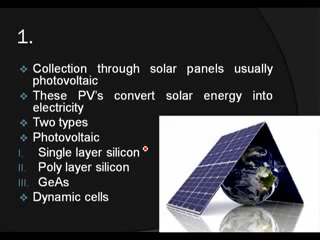 1.
Collection through solar panels usually
photovoltaic
These PV's convert solar energy into
electricity
Two types
Photovoltaic
I. Single layer silicon
II. Poly layer silicon
III. GeAs
Dynamic cells